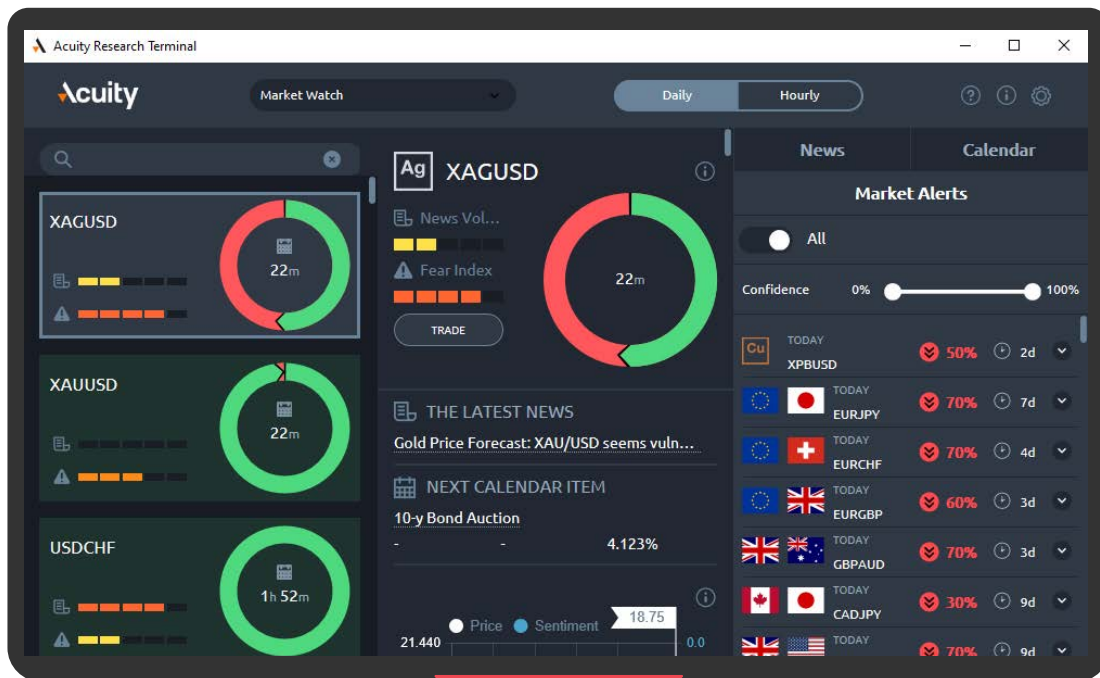 Acuity Research Terminal
Acuity
Market Watch
Daily
Hourly
XAGUSD
22m
XAUUSD
22m
USDCHF
1h 52m
Ag
XAGUSD
News Vol...
Fear Index
22m
TRADE
THE LATEST NEWS
Gold Price Forecast: XAU/USD seems vuln...
NEXT CALENDAR ITEM
10-y Bond Auction
- - 4.123%
Price Sentiment 18.75
21.440 0.0
News
Calendar
Market Alerts
All
Confidence 0% 100%
Cu
TODAY
XPBUSD 50% 2d
TODAY
EURJPY 70% 7d
TODAY
EURCHF 70% 4d
TODAY
EURGBP 60% 3d
TODAY
GBPAUD 70% 3d
TODAY
CADJPY 30% 9d
TODAY
70% 9d